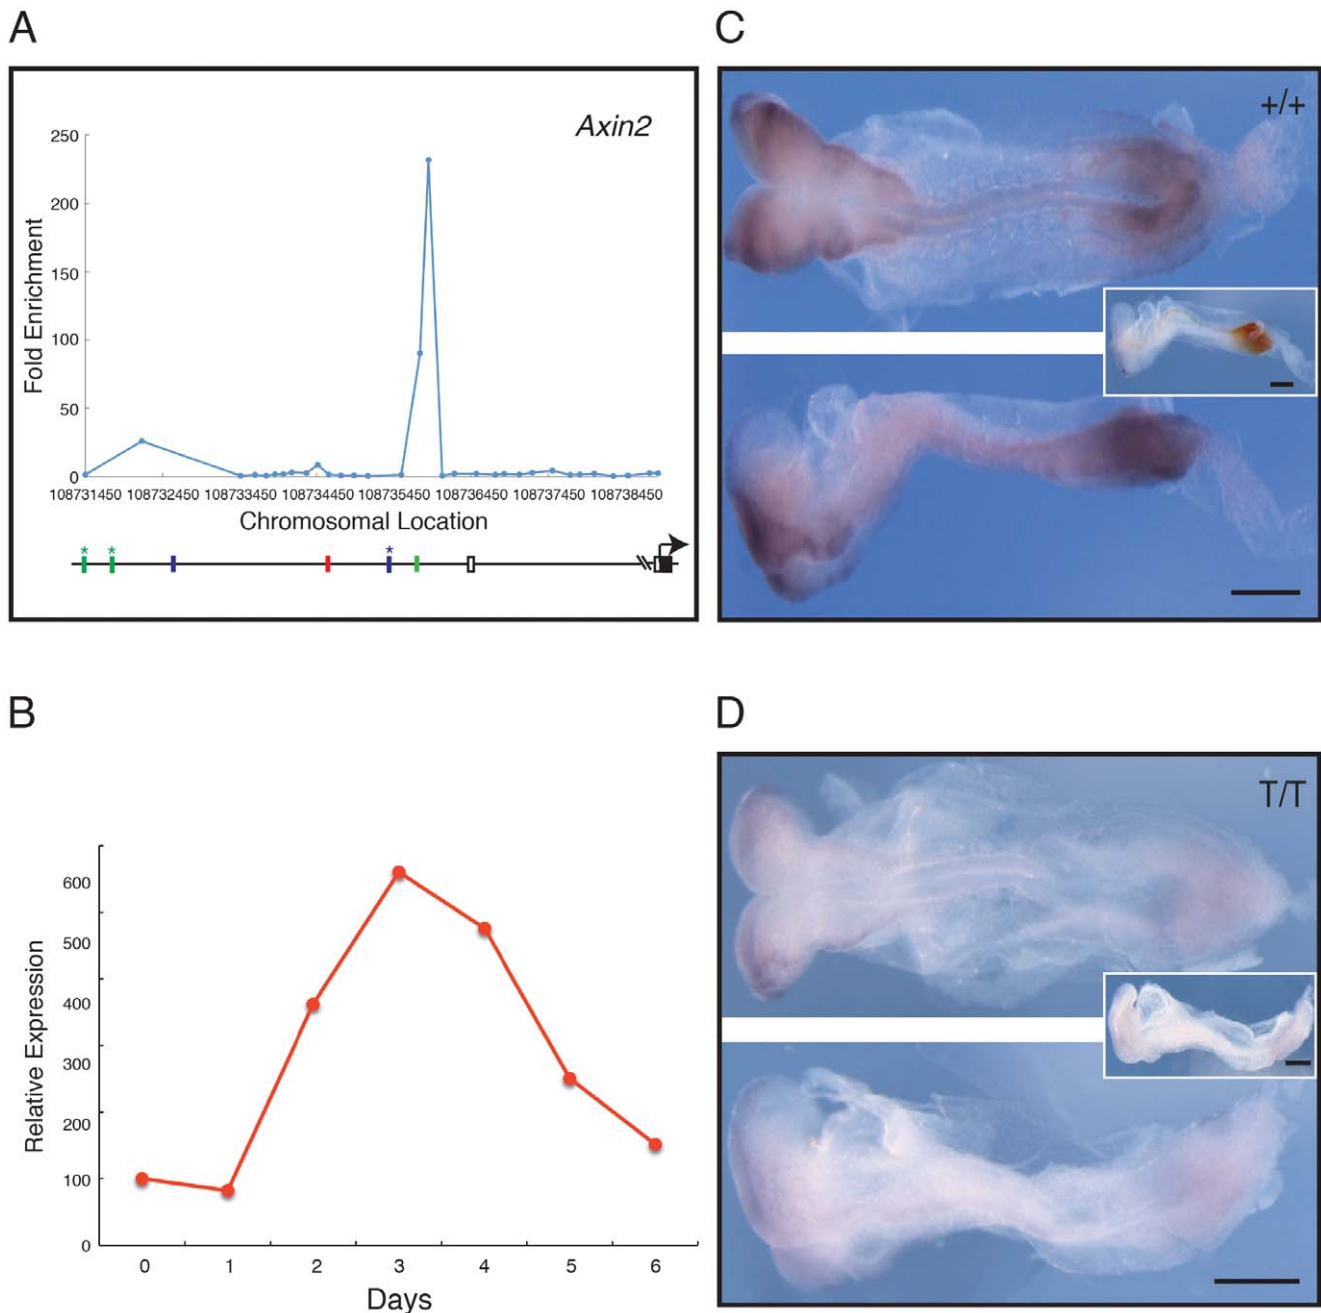 A
Axin2
Fold Enrichment
250
200
150
100
50
0
108731450 108732450 108733450 108734450 108735450 108736450 108737450 108738450
Chromosomal Location
* * *
C
+/+
B
Relative Expression
600
500
400
300
200
100
0
0 1 2 3 4 5 6
Days
D
T/T